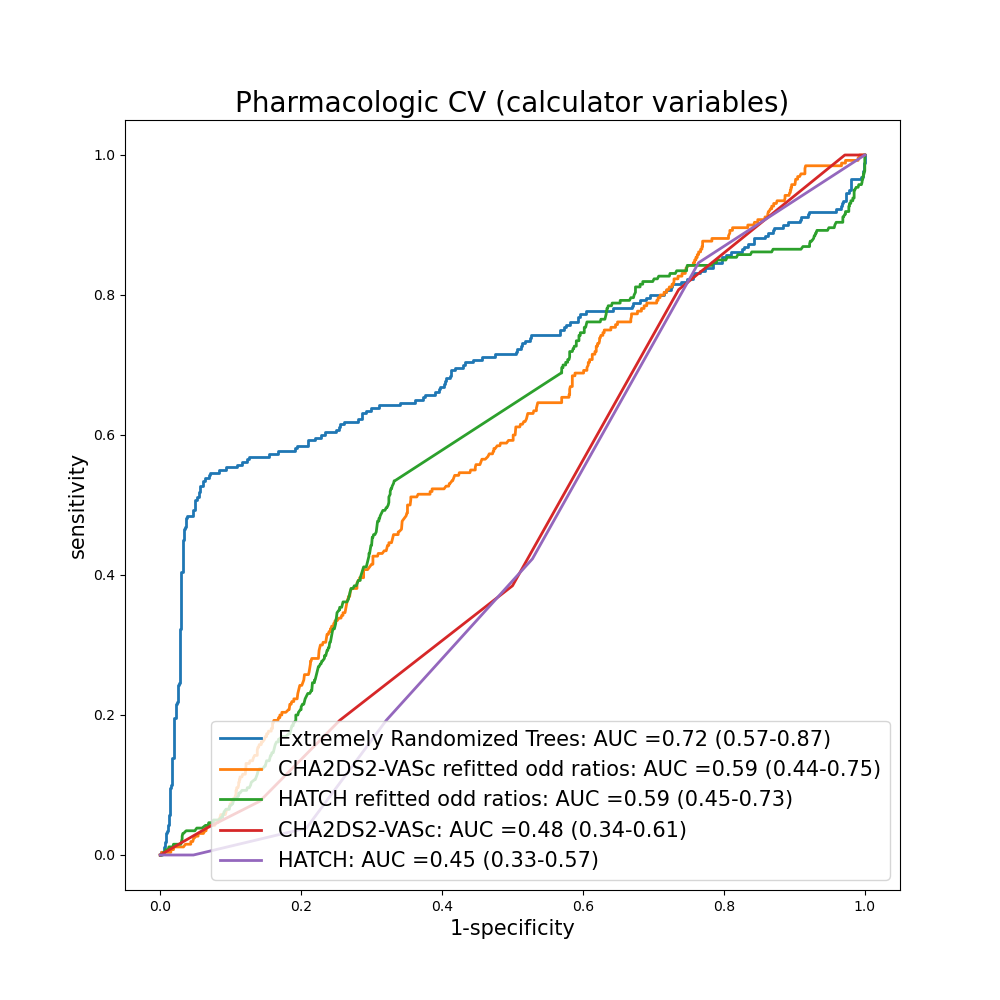 Pharmacologic CV (calculator variables)
1.0
0.8
0.6
0.4
0.2
0.0
sensitivity
Extremely Randomized Trees: AUC =0.72 (0.57-0.87)
CHA2DS2-VASc refitted odd ratios: AUC =0.59 (0.44-0.75)
HATCH refitted odd ratios: AUC =0.59 (0.45-0.73)
CHA2DS2-VASc: AUC =0.48 (0.34-0.61)
HATCH: AUC =0.45 (0.33-0.57)
0.0 0.2 0.4 0.6 0.8 1.0
1-specificity